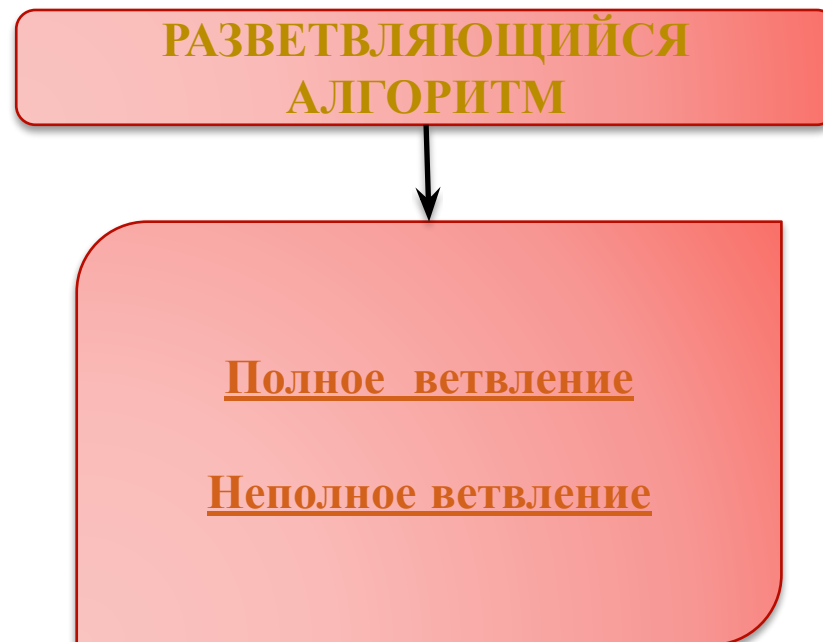 РАЗВЕТВЛЯЮЩИЙСЯ
АЛГОРИТМ
Полное ветвление
Неполное ветвление